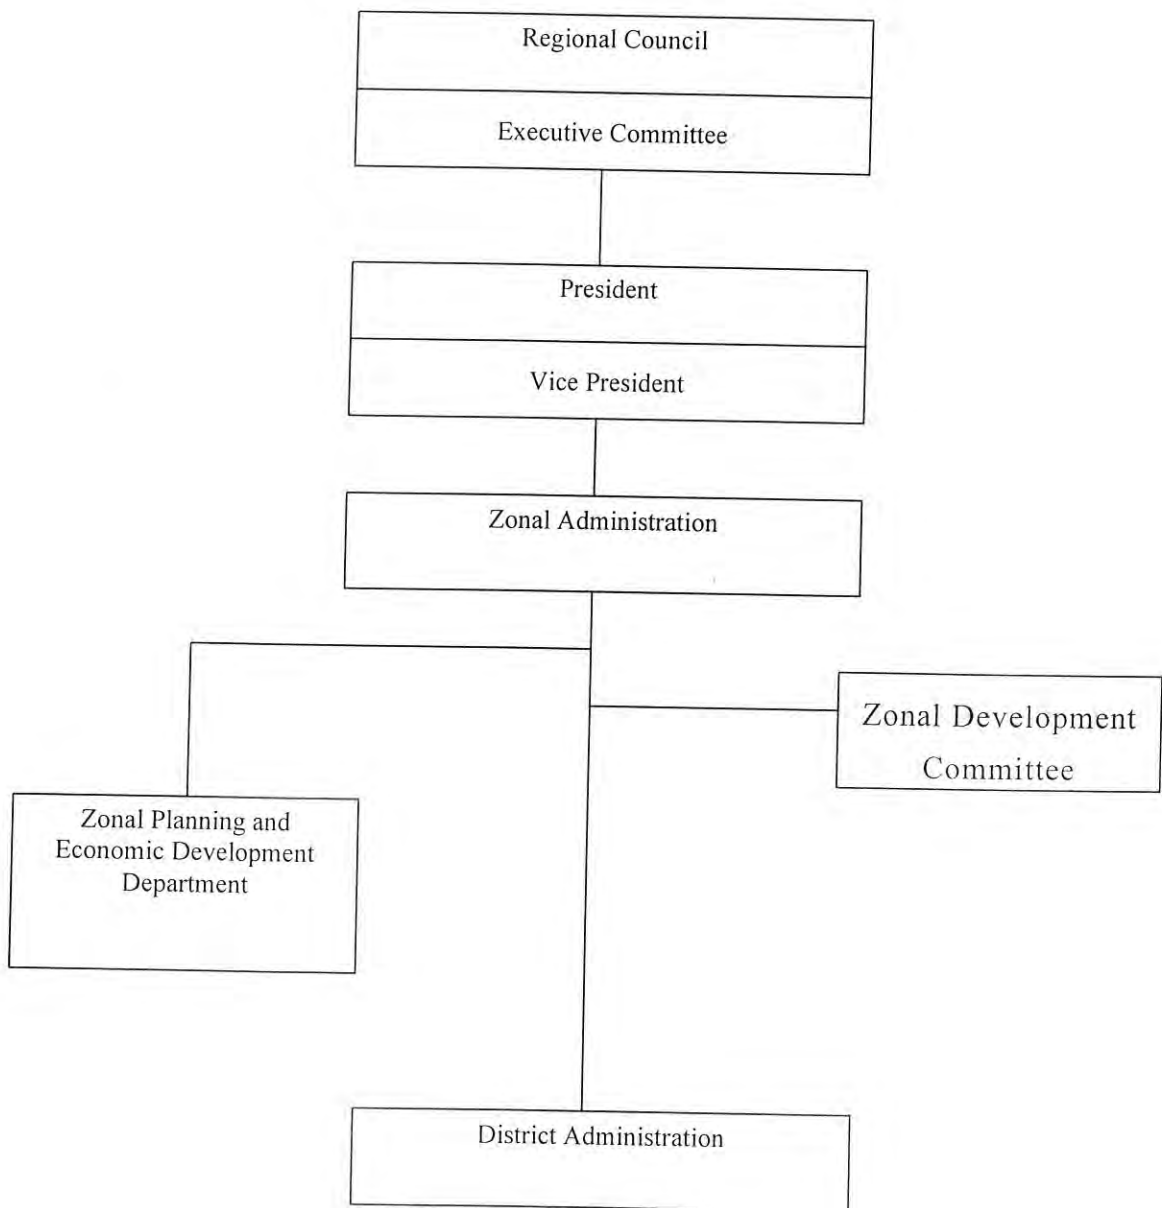 Regional Council
Executive Committee
President
Vice President
Zonal Administration
Zonal Development
Committee
Zonal Planning and
Economic Development
Department
District Administration